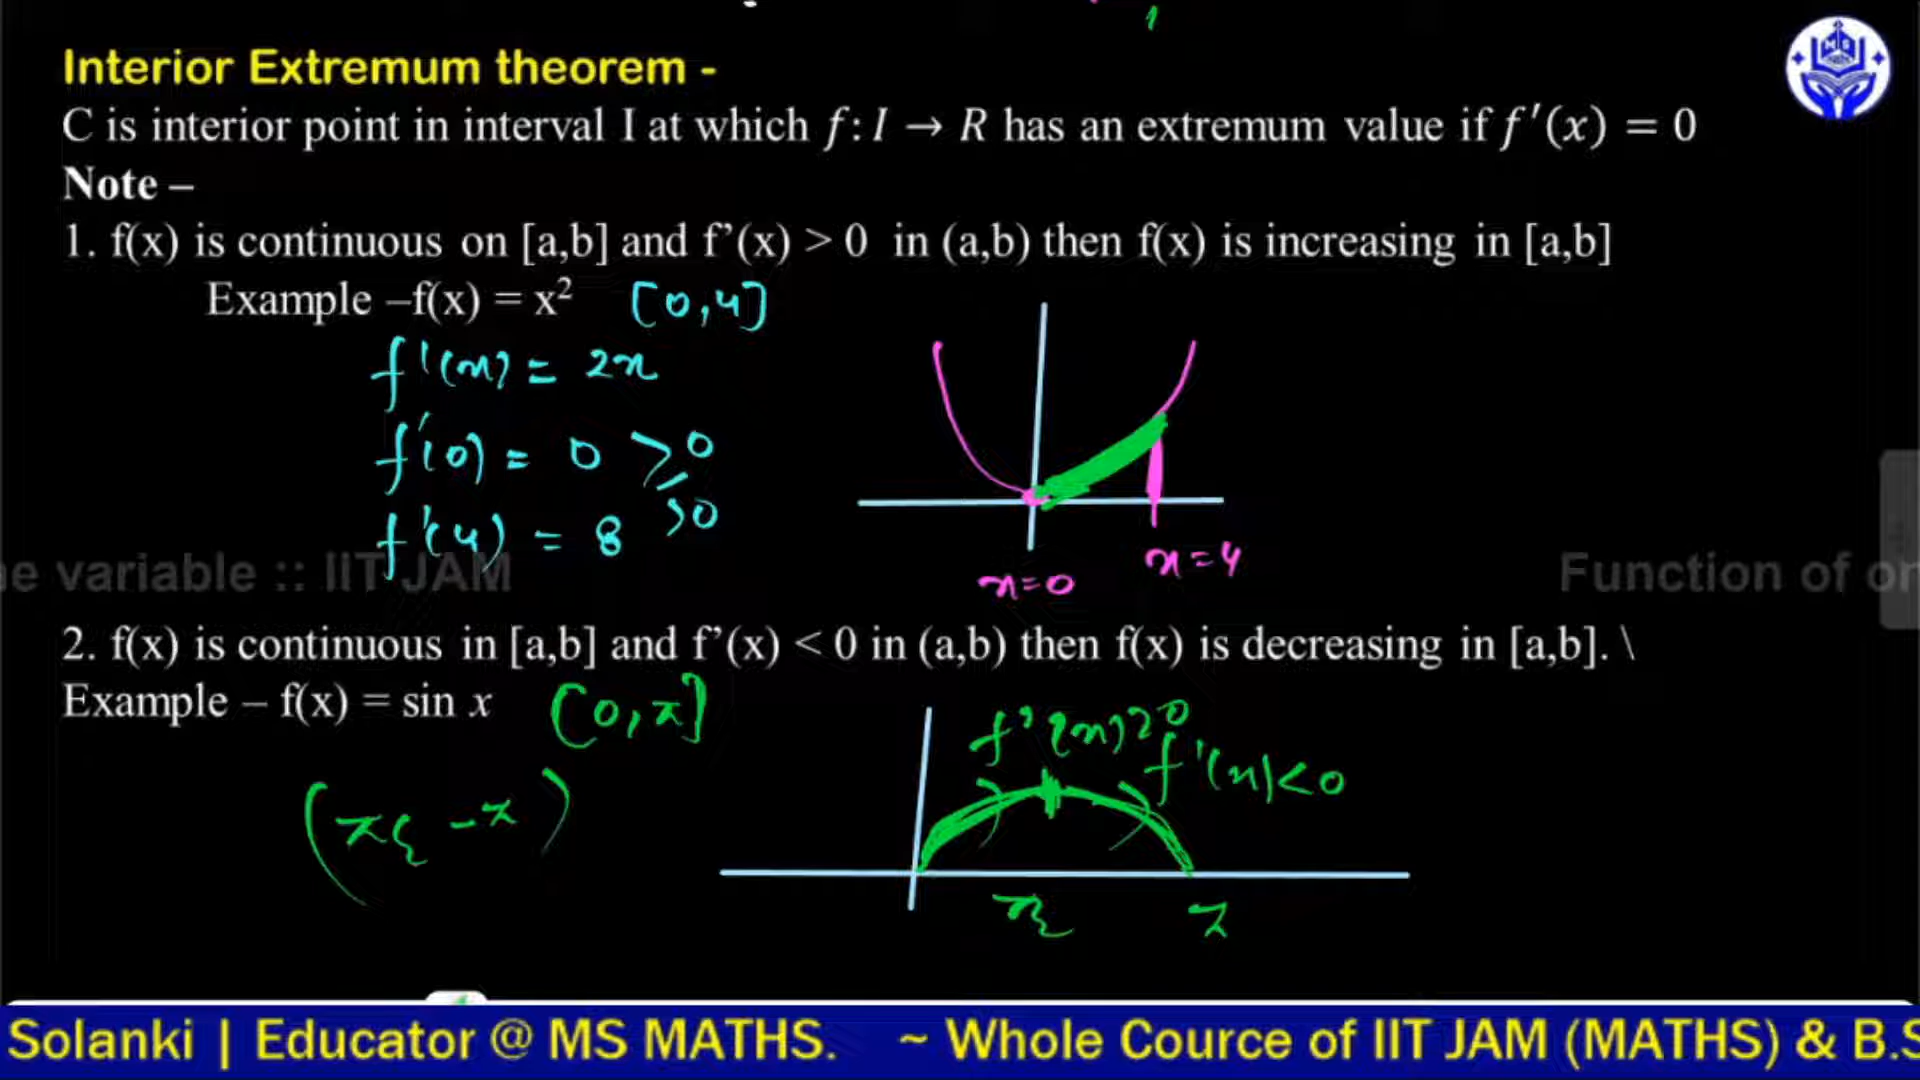 Interior Extremum theorem -
C is interior point in interval I at which f: I → R has an extremum value if f′(x) = 0
Note –
1. f(x) is continuous on [a,b] and f’(x) > 0 in (a,b) then f(x) is increasing in [a,b]
Example –f(x) = x² [0,4]
f'(x) = 2x
f'(0) = 0 ≥ 0
f'(4) = 8 >0
x=0
x=4
e variable :: IIT JAM
Function of or
2. f(x) is continuous in [a,b] and f’(x) < 0 in (a,b) then f(x) is decreasing in [a,b]. \
Example – f(x) = sin x [0,π]
f'(x)>0
f'(x)<0
π
Solanki | Educator @ MS MATHS. ~ Whole Cource of IIT JAM (MATHS) & B.S